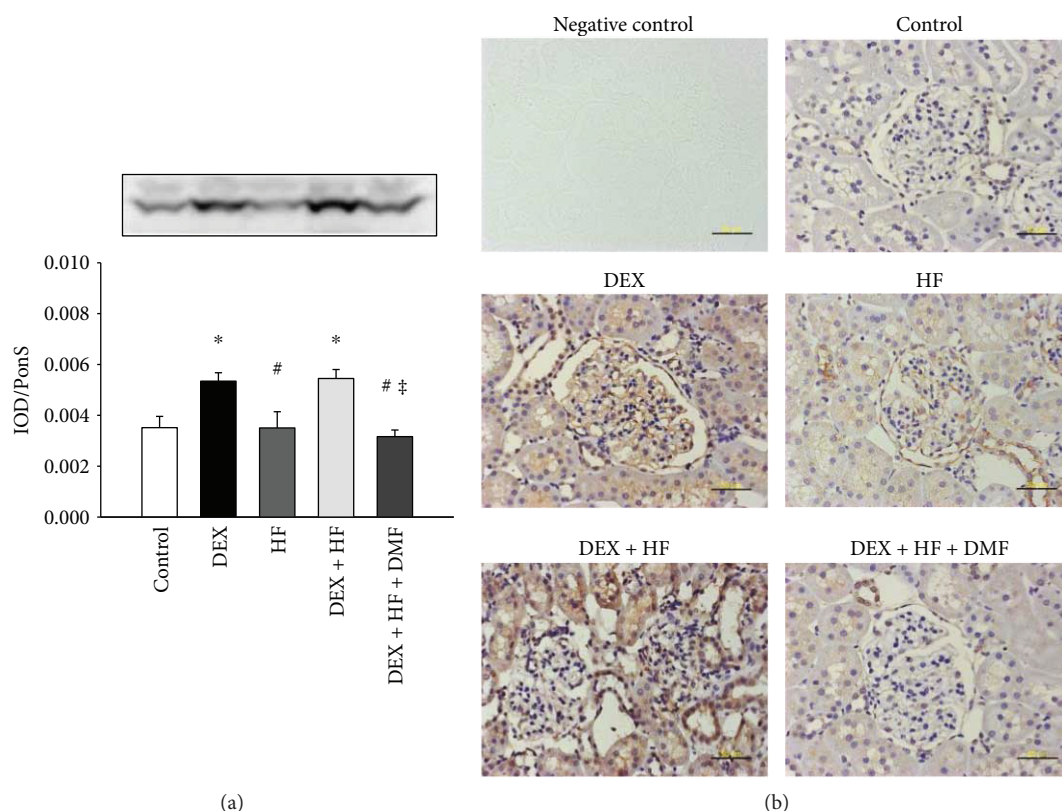 Negative control
Control
DEX
HF
DEX + HF
DEX + HF + DMF
0.010
0.008
0.006
0.004
0.002
0.000
IOD/PonS
*
#
*
# ‡
Control
DEX
HF
DEX + HF
DEX + HF + DMF
(a)
(b)